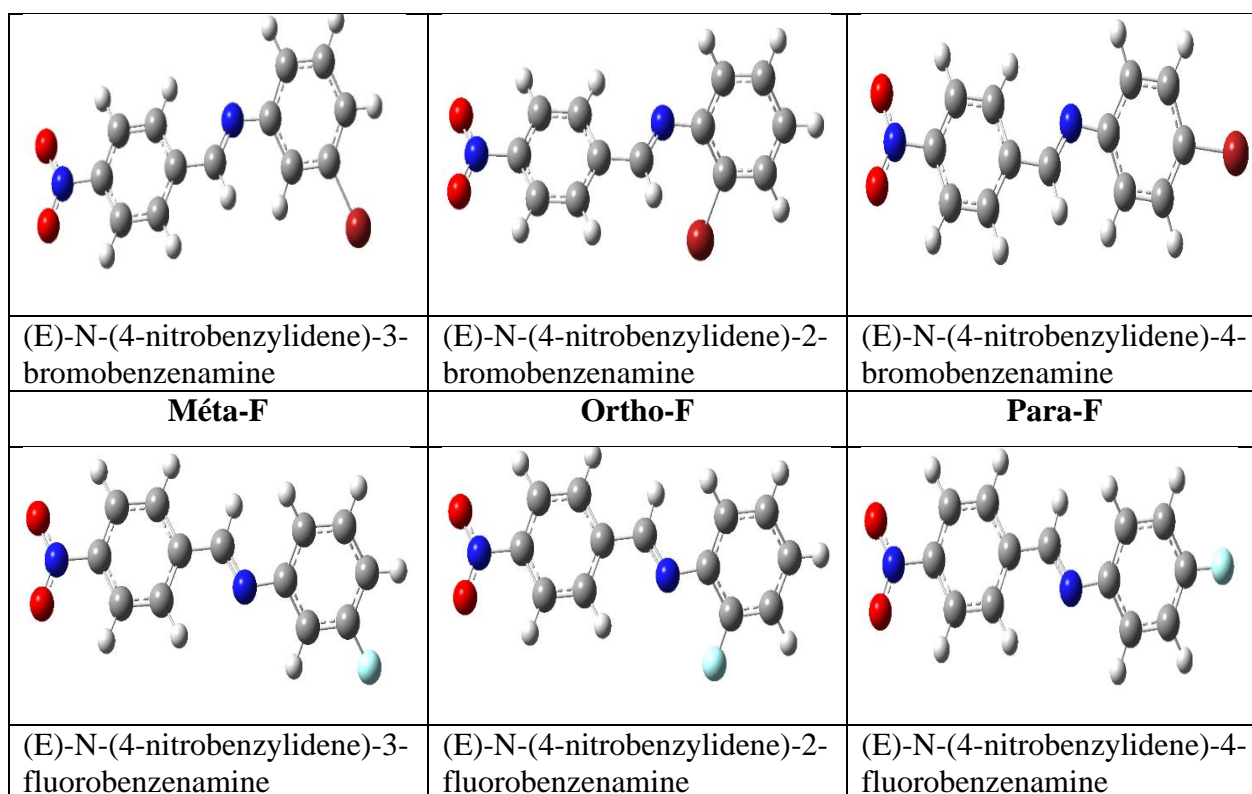 (E)-N-(4-nitrobenzylidene)-3-
bromobenzenamine
(E)-N-(4-nitrobenzylidene)-2-
bromobenzenamine
(E)-N-(4-nitrobenzylidene)-4-
bromobenzenamine
Méta-F
Ortho-F
Para-F
(E)-N-(4-nitrobenzylidene)-3-
fluorobenzenamine
(E)-N-(4-nitrobenzylidene)-2-
fluorobenzenamine
(E)-N-(4-nitrobenzylidene)-4-
fluorobenzenamine